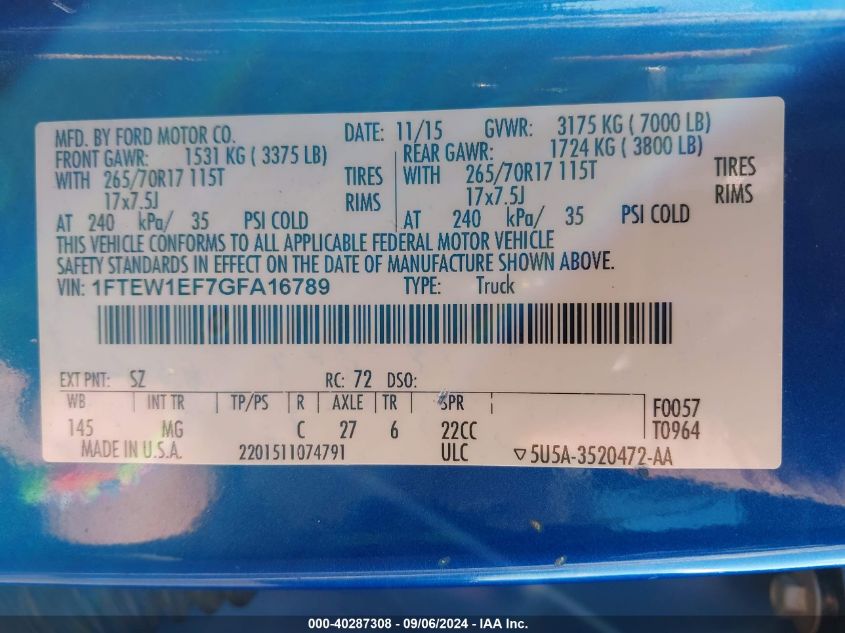 MFD. BY FORD MOTOR CO. DATE: 11/15 GVWR: 3175 KG ( 7000 LB)
FRONT GAWR: 1531 KG ( 3375 LB) REAR GAWR: 1724 KG ( 3800 LB)
WITH 265/70R17 115T TIRES WITH 265/70R17 115T TIRES
17x7.5J RIMS 17x7.5J RIMS
AT 240 kPa/ 35 PSI COLD AT 240 kPa/ 35 PSI COLD
THIS VEHICLE CONFORMS TO ALL APPLICABLE FEDERAL MOTOR VEHICLE
SAFETY STANDARDS IN EFFECT ON THE DATE OF MANUFACTURE SHOWN ABOVE.
VIN: 1FTEW1EF7GFA16789 TYPE: Truck
EXT PNT: SZ RC: 72 DSO:
WB INT TR TP/PS R AXLE TR SPR F0057
145 MG C 27 6 22CC T0964
MADE IN U.S.A. 2201511074791 ULC ▽5U5A-3520472-AA
000-40287308 - 09/06/2024 - IAA Inc.